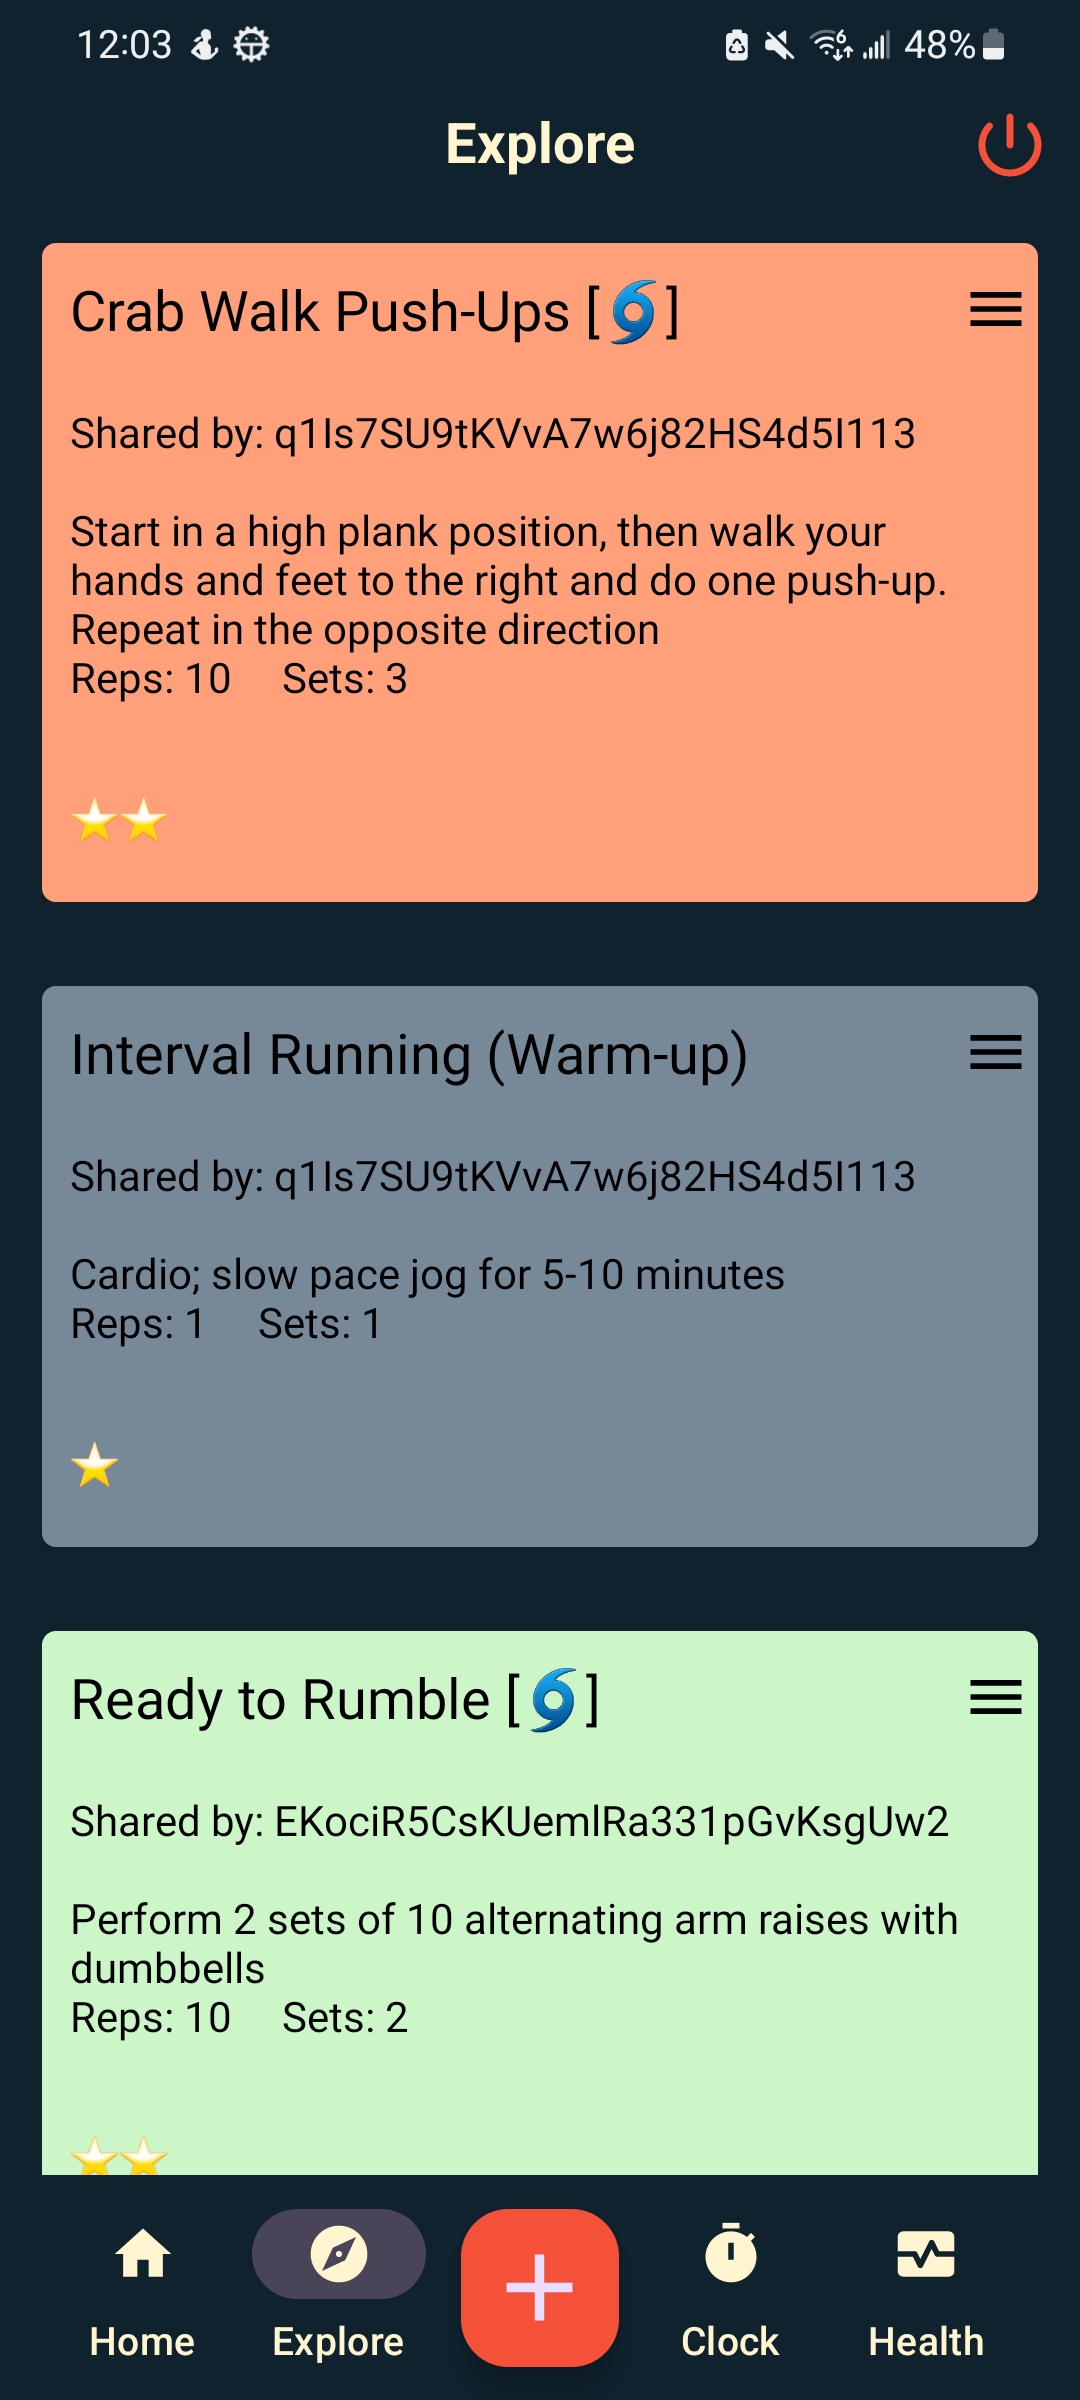 12:03
48%
Explore
Crab Walk Push-Ups [🌀]
Shared by: q1Is7SU9tKVvA7w6j82HS4d5I113
Start in a high plank position, then walk your
hands and feet to the right and do one push-up.
Repeat in the opposite direction
Reps: 10 Sets: 3
⭐⭐
Interval Running (Warm-up)
Shared by: q1Is7SU9tKVvA7w6j82HS4d5I113
Cardio; slow pace jog for 5-10 minutes
Reps: 1 Sets: 1
⭐
Ready to Rumble [🌀]
Shared by: EKociR5CsKUemlRa331pGvKsgUw2
Perform 2 sets of 10 alternating arm raises with
dumbbells
Reps: 10 Sets: 2
⭐⭐
Home Explore Clock Health